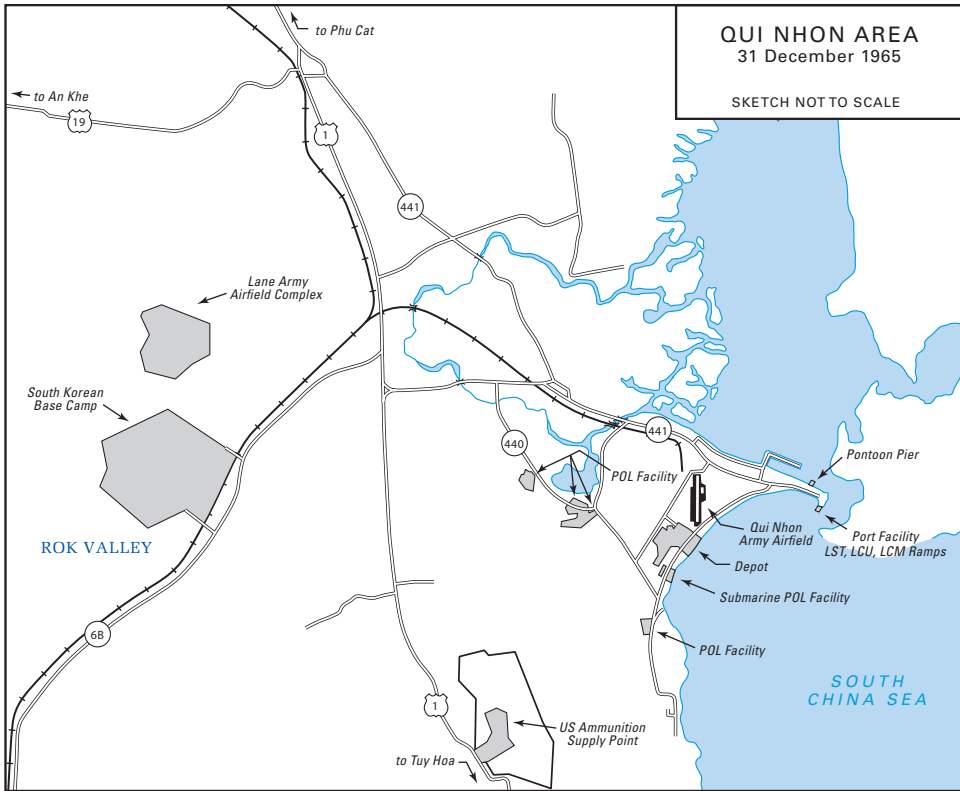 QUI NHON AREA
31 December 1965
SKETCH NOT TO SCALE
to Phu Cat
to An Khe
19
1
441
Lane Army
Airfield Complex
South Korean
Base Camp
440
441
POL Facility
Pontoon Pier
Qui Nhon
Army Airfield
Port Facility
LST, LCU, LCM Ramps
ROK VALLEY
Depot
Submarine POL Facility
6B
POL Facility
SOUTH
CHINA SEA
1
US Ammunition
Supply Point
to Tuy Hoa